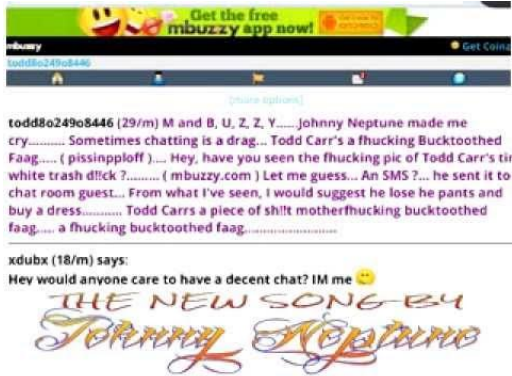 Get the free
mbuzzy app now!
mbuzzy
Get Coinz
todd8o249o8446
[more options]
todd8o249o8446 (29/m) M and B, U, Z, Z, Y......Johnny Neptune made me
cry.......... Sometimes chatting is a drag... Todd Carr's a fhucking Bucktoothed
Faag..... ( pissinpploff ).... Hey, have you seen the fhucking pic of Todd Carr's tin
white trash d!!ck ?......... ( mbuzzy.com ) Let me guess... An SMS ?... he sent it to
chat room guest... From what I've seen, I would suggest he lose he pants and
buy a dress............ Todd Carrs a piece of sh!!t motherfhucking bucktoothed
faag..... a fhucking bucktoothed faag..........................
xdubx (18/m) says:
Hey would anyone care to have a decent chat? IM me
THE NEW SONG BY
Johnny Neptune